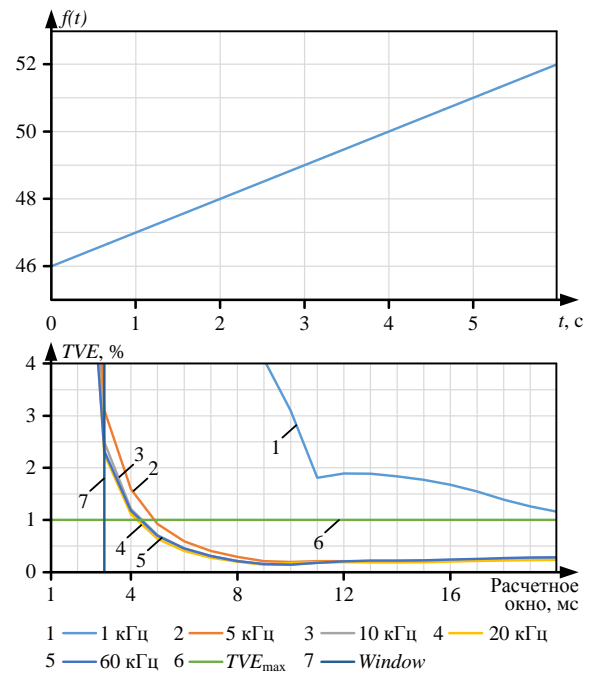 f(t)
52
50
48
46
0 1 2 3 4 5 t, с
TVE, %
4
3
2
1
0
1 4 8 12 16
1
3
2
7
4
5
6
Расчетное
окно, мс
1 1 кГц 2 5 кГц 3 10 кГц 4 20 кГц
5 60 кГц 6 TVEmax 7 Window